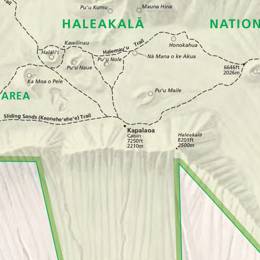 Pu'u Kumu
Mauna Hina
HALEAKALĀ
NATION
Honokahua
Kawilinau
Halemau'u Trail
Halāli'i
Pu'u Nole
Nā Mana o ke Akua
Pu'u Naue
6646ft
2026m
Ka Moa o Pele
Pu'u Maile
AREA
Sliding Sands (Keonehe'ehe'e) Trail
Kapalaoa
Cabin
7250ft
2210m
Haleakalā
8201ft
2500m